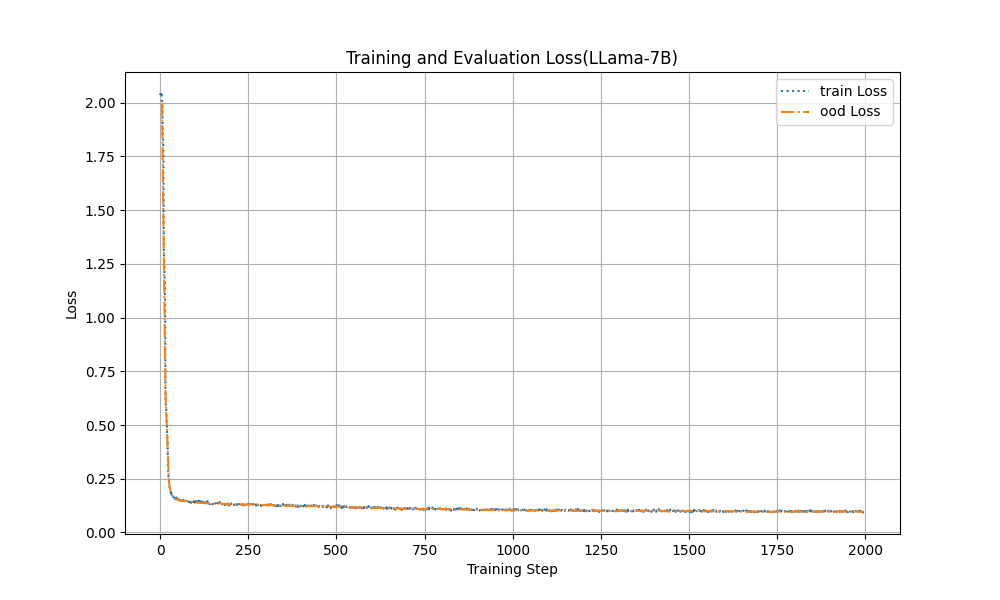 Training and Evaluation Loss(LLama-7B)
train Loss
ood Loss
2.00
1.75
1.50
1.25
1.00
0.75
0.50
0.25
0.00
Loss
0 250 500 750 1000 1250 1500 1750 2000
Training Step